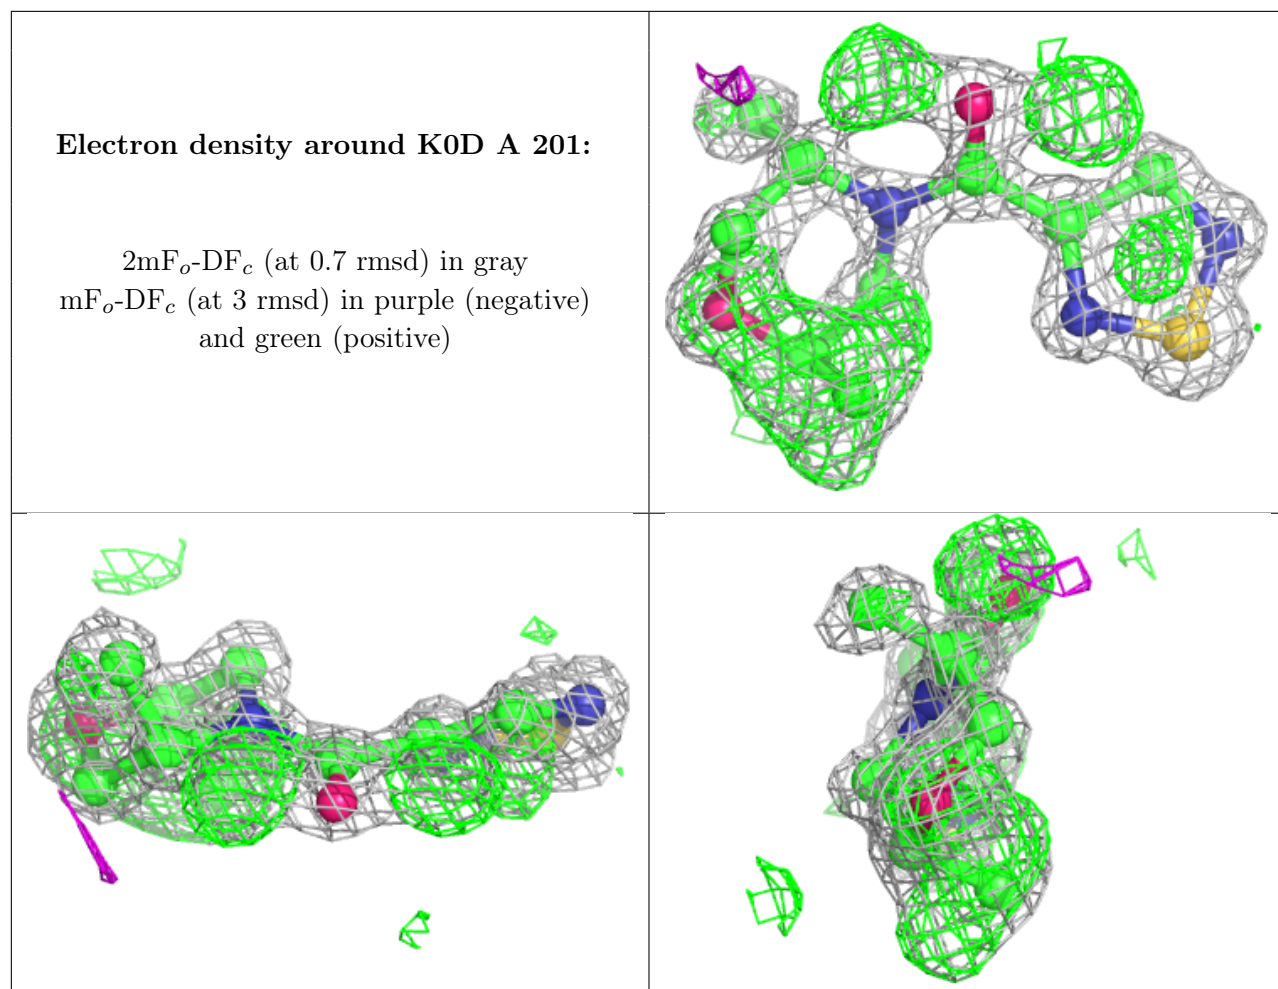 Electron density around K0D A 201:
2mFo-DFc (at 0.7 rmsd) in gray
mFo-DFc (at 3 rmsd) in purple (negative)
and green (positive)